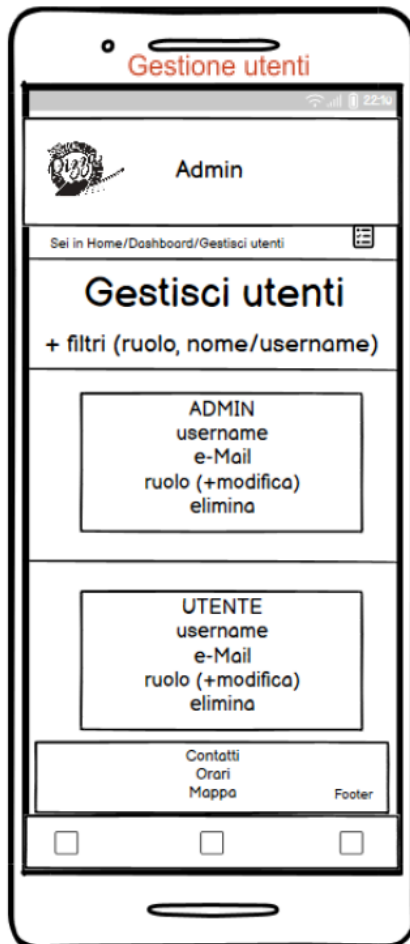 Gestione utenti
22:10
Admin
Sei in Home/Dashboard/Gestisci utenti
Gestisci utenti
+ filtri (ruolo, nome/username)
ADMIN
username
e-Mail
ruolo (+modifica)
elimina
UTENTE
username
e-Mail
ruolo (+modifica)
elimina
Contatti
Orari
Mappa
Footer